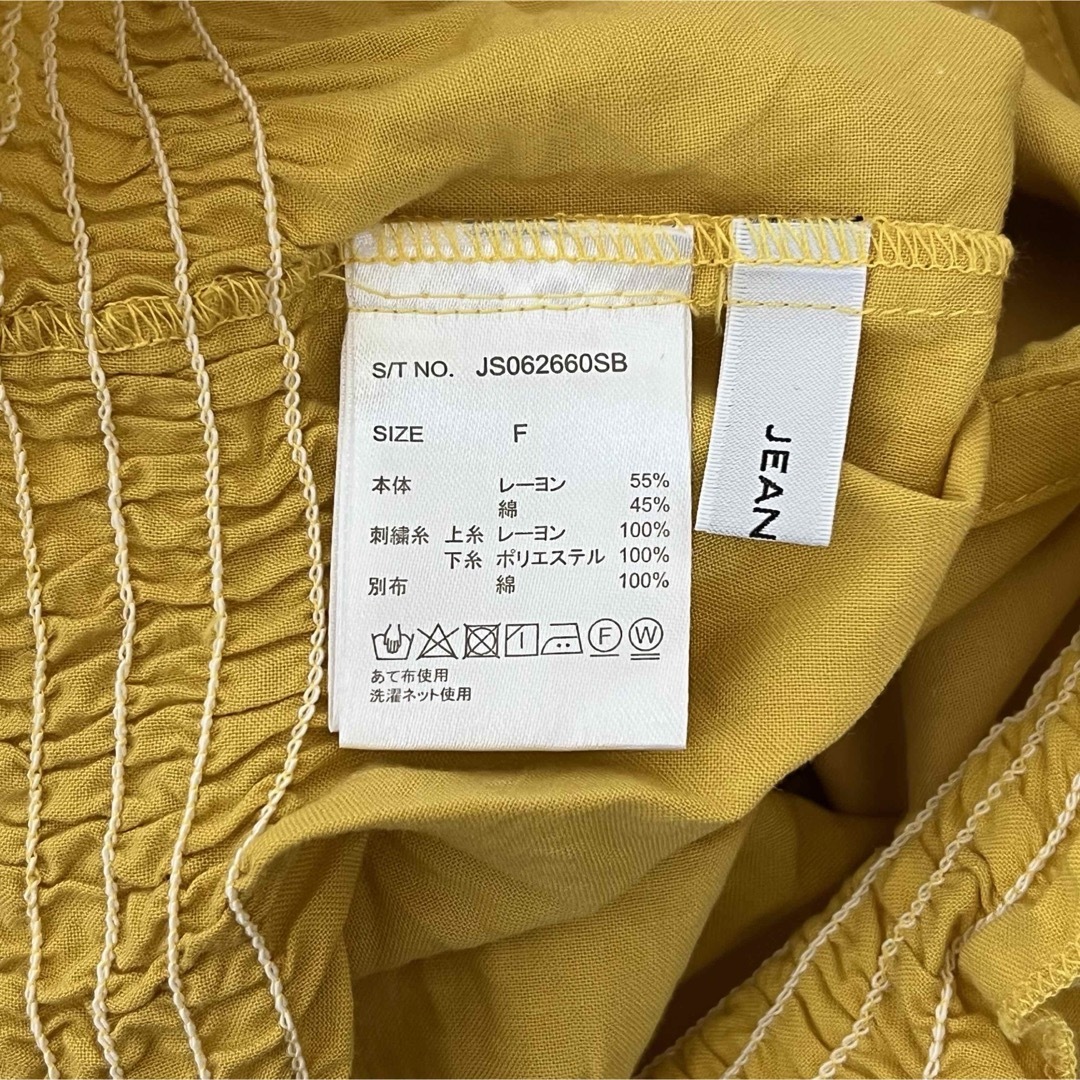 S/T NO. JS062660SB
SIZE F
本体 レーヨン 55%
綿 45%
刺繍糸 上糸 レーヨン 100%
下糸 ポリエステル 100%
別布 綿 100%
F W
あて布使用
洗濯ネット使用
JEAN